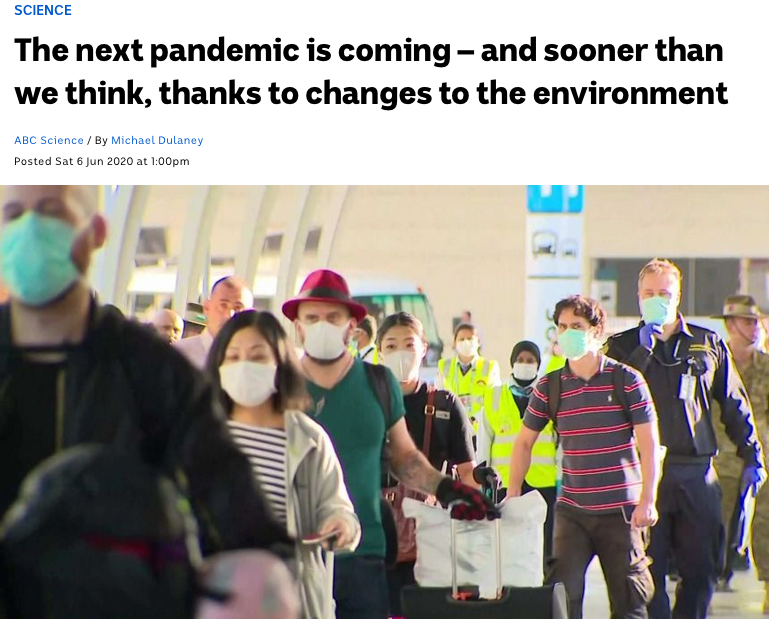 SCIENCE
The next pandemic is coming – and sooner than
we think, thanks to changes to the environment
ABC Science / By Michael Dulaney
Posted Sat 6 Jun 2020 at 1:00pm